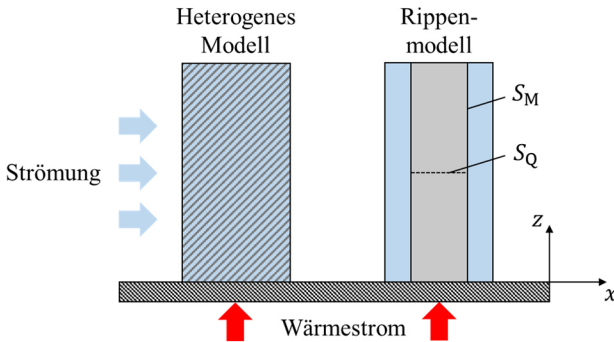 Heterogenes
Modell
Rippen-
modell
S_M
S_Q
Strömung
z
x
Wärmestrom